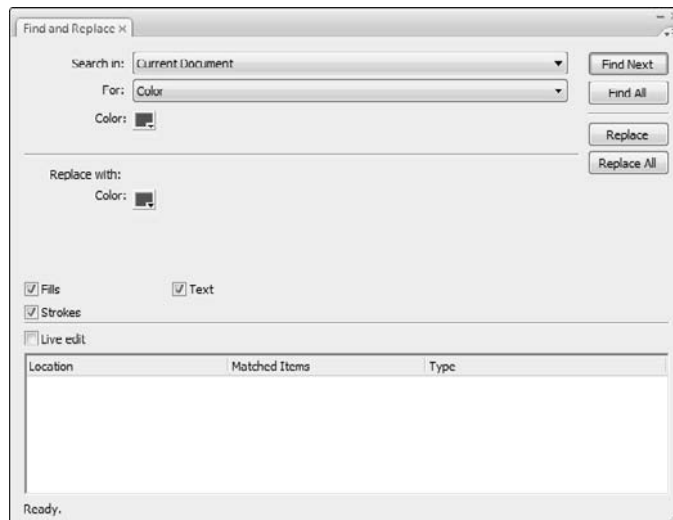 Find and Replace
Search in: Current Document Find Next
For: Color Find All
Color:
Replace
Replace All
Replace with:
Color:
Fills Text
Strokes
Live edit
Location Matched Items Type
Ready.